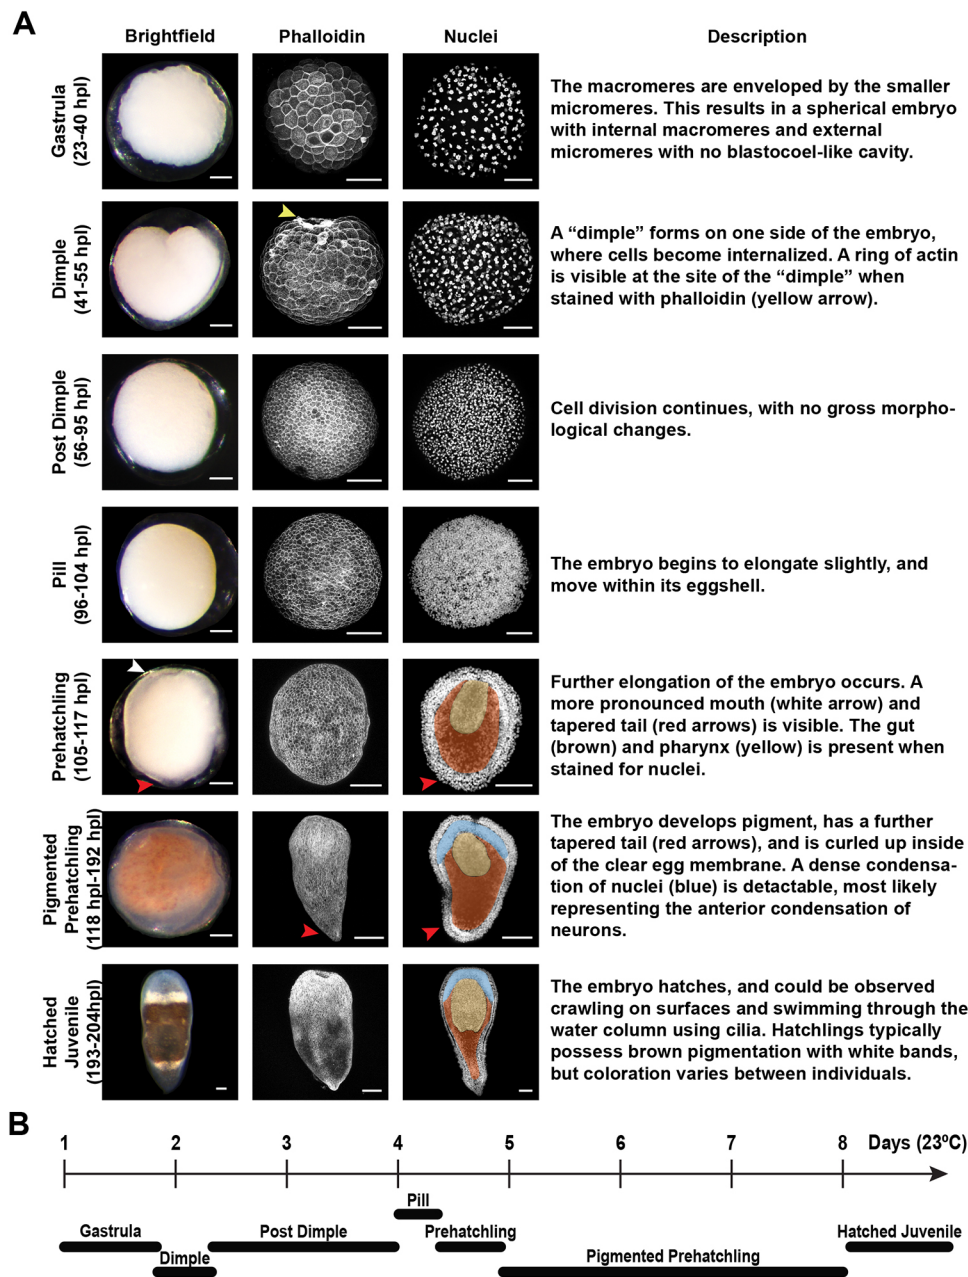 A
Brightfield
Phalloidin
Nuclei
Description
Gastrula
(23-40 hpl)
The macromeres are enveloped by the smaller
micromeres. This results in a spherical embryo
with internal macromeres and external
micromeres with no blastocoel-like cavity.
Dimple
(41-55 hpl)
A “dimple” forms on one side of the embryo,
where cells become internalized. A ring of actin
is visible at the site of the “dimple” when
stained with phalloidin (yellow arrow).
Post Dimple
(56-95 hpl)
Cell division continues, with no gross morpho-
logical changes.
Pill
(96-104 hpl)
The embryo begins to elongate slightly, and
move within its eggshell.
Prehatchling
(105-117 hpl)
Further elongation of the embryo occurs. A
more pronounced mouth (white arrow) and
tapered tail (red arrows) is visible. The gut
(brown) and pharynx (yellow) is present when
stained for nuclei.
Pigmented
Prehatchling
(118 hpl-192 hpl)
The embryo develops pigment, has a further
tapered tail (red arrows), and is curled up inside
of the clear egg membrane. A dense condensa-
tion of nuclei (blue) is detactable, most likely
representing the anterior condensation of
neurons.
Hatched
Juvenile
(193-204hpl)
The embryo hatches, and could be observed
crawling on surfaces and swimming through the
water column using cilia. Hatchlings typically
possess brown pigmentation with white bands,
but coloration varies between individuals.
B
1 2 3 4 5 6 7 8 Days (23ºC)
Pill
Gastrula
Post Dimple
Prehatchling
Hatched Juvenile
Dimple
Pigmented Prehatchling